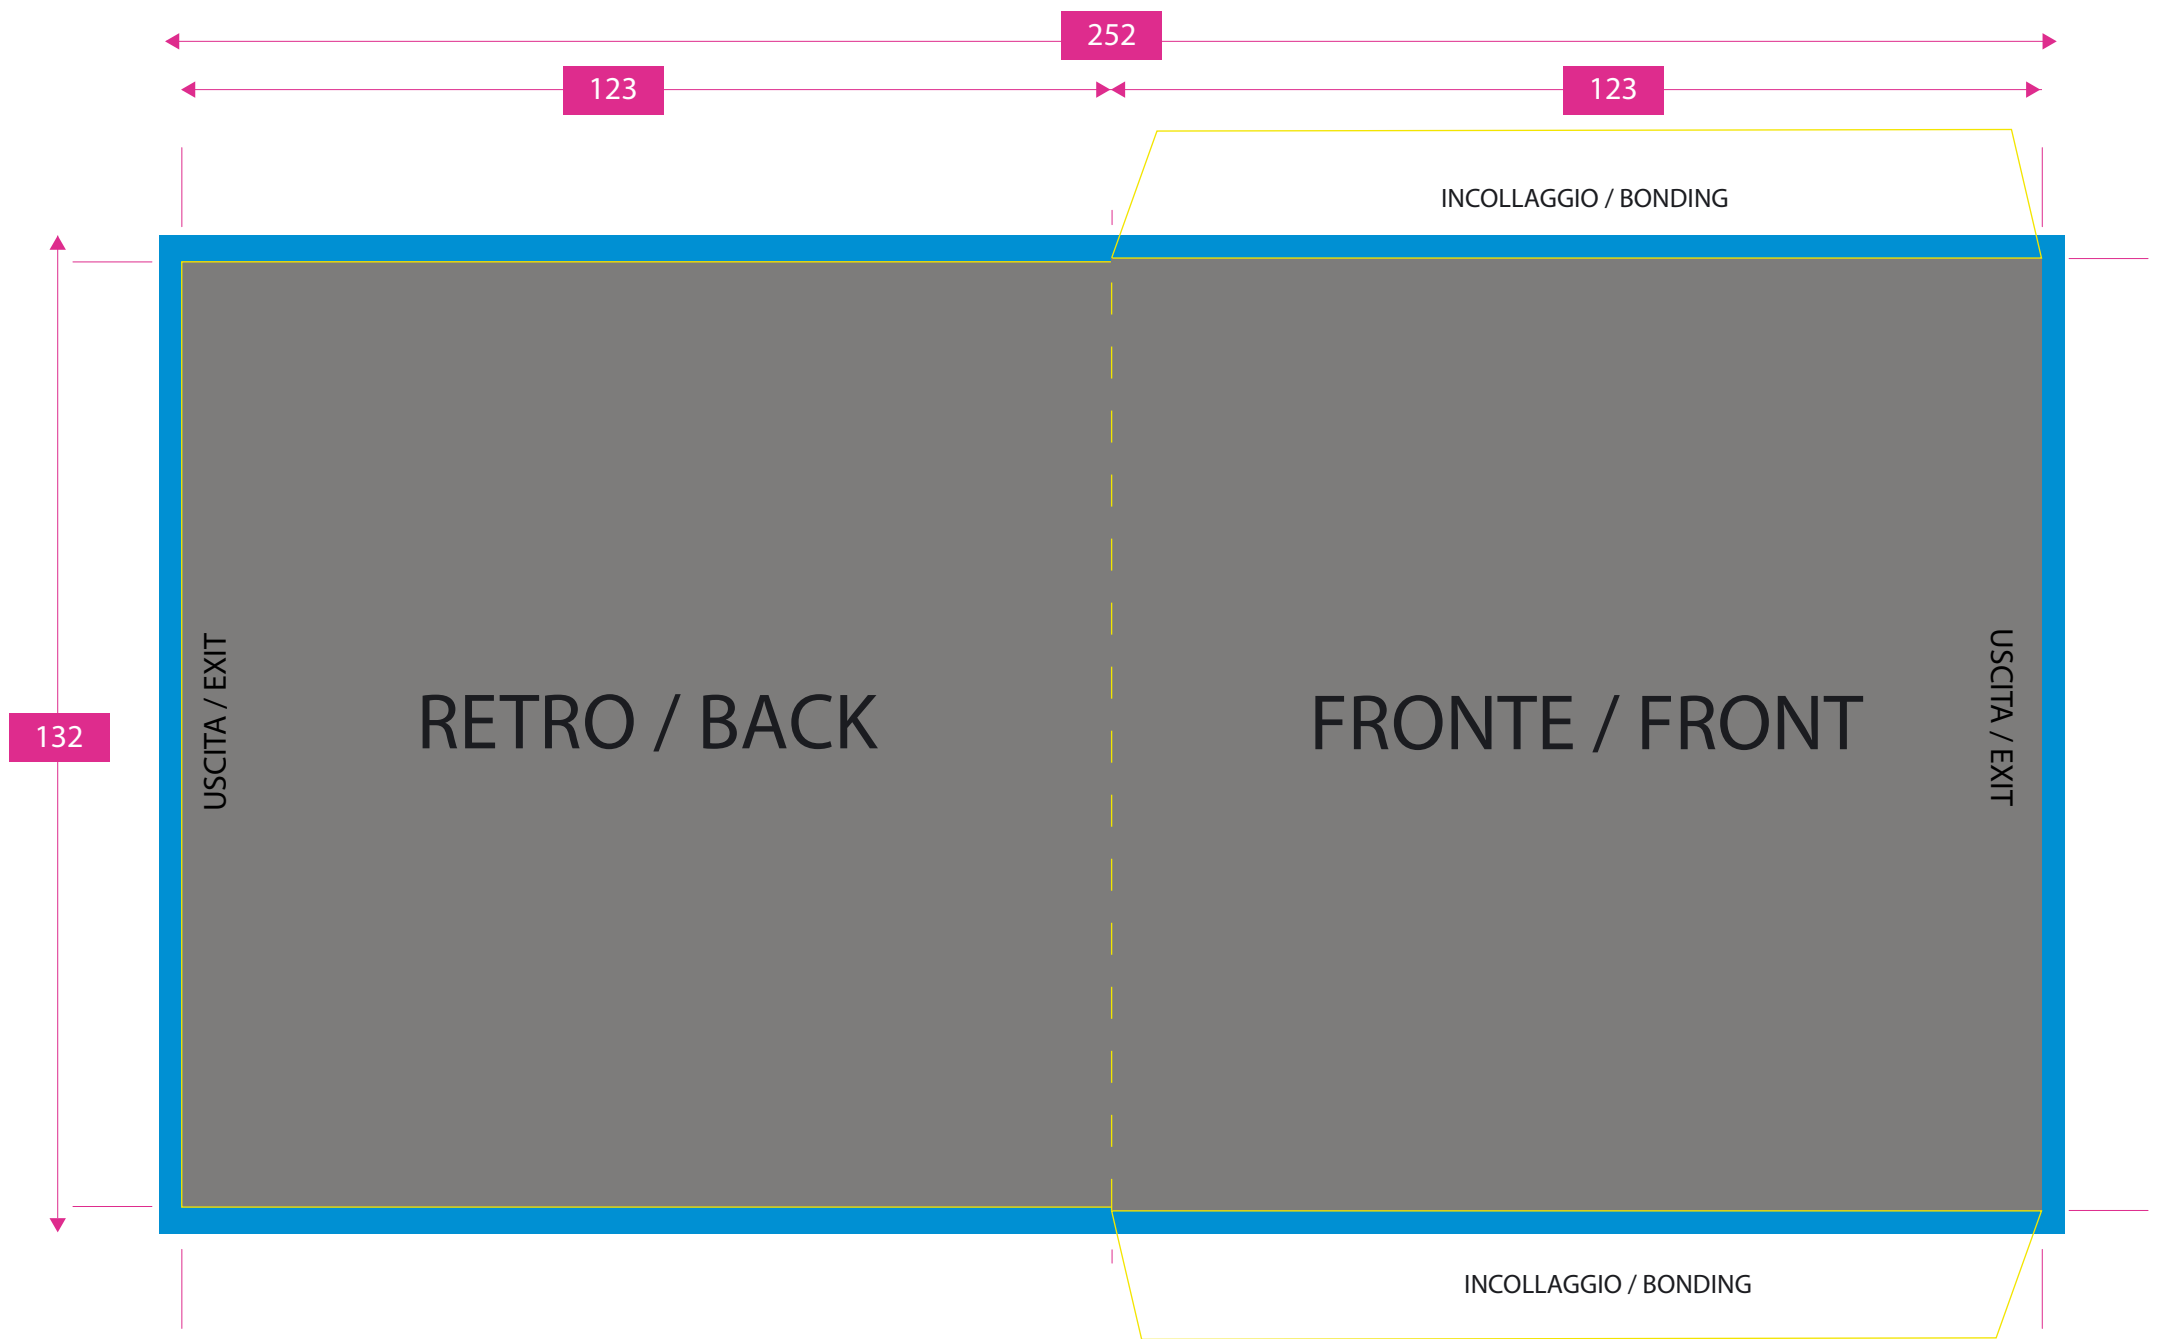 252
123
123
INCOLLAGGIO / BONDING
132
USCITA / EXIT
RETRO / BACK
FRONTE / FRONT
USCITA / EXIT
INCOLLAGGIO / BONDING